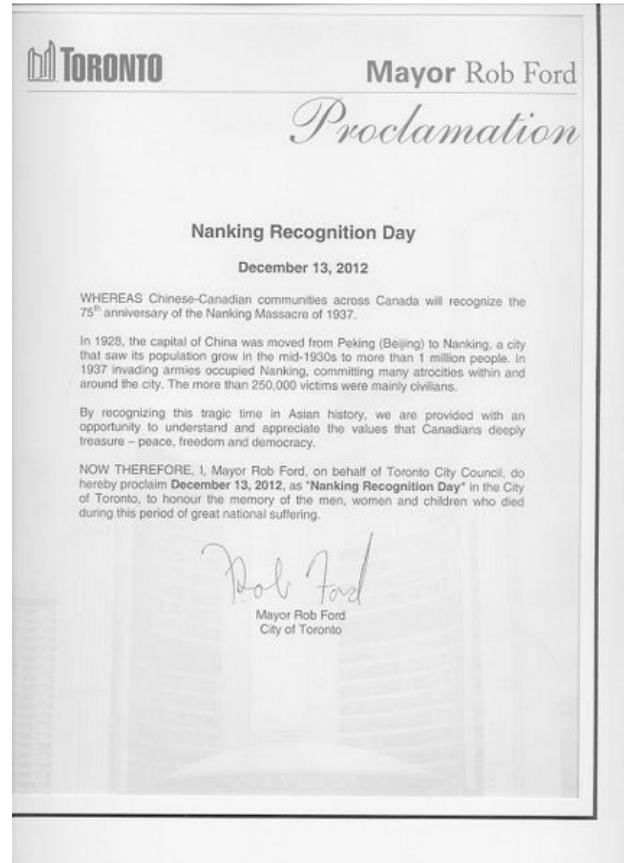 TORONTO
Mayor Rob Ford
Proclamation
Nanking Recognition Day
December 13, 2012
WHEREAS Chinese-Canadian communities across Canada will recognize the
75th anniversary of the Nanking Massacre of 1937.
In 1928, the capital of China was moved from Peking (Beijing) to Nanking, a city
that saw its population grow in the mid-1930s to more than 1 million people. In
1937 invading armies occupied Nanking, committing many atrocities within and
around the city. The more than 250,000 victims were mainly civilians.
By recognizing this tragic time in Asian history, we are provided with an
opportunity to understand and appreciate the values that Canadians deeply
treasure – peace, freedom and democracy.
NOW THEREFORE, I, Mayor Rob Ford, on behalf of Toronto City Council, do
hereby proclaim December 13, 2012, as "Nanking Recognition Day" in the City
of Toronto, to honour the memory of the men, women and children who died
during this period of great national suffering.
Rob Ford
Mayor Rob Ford
City of Toronto